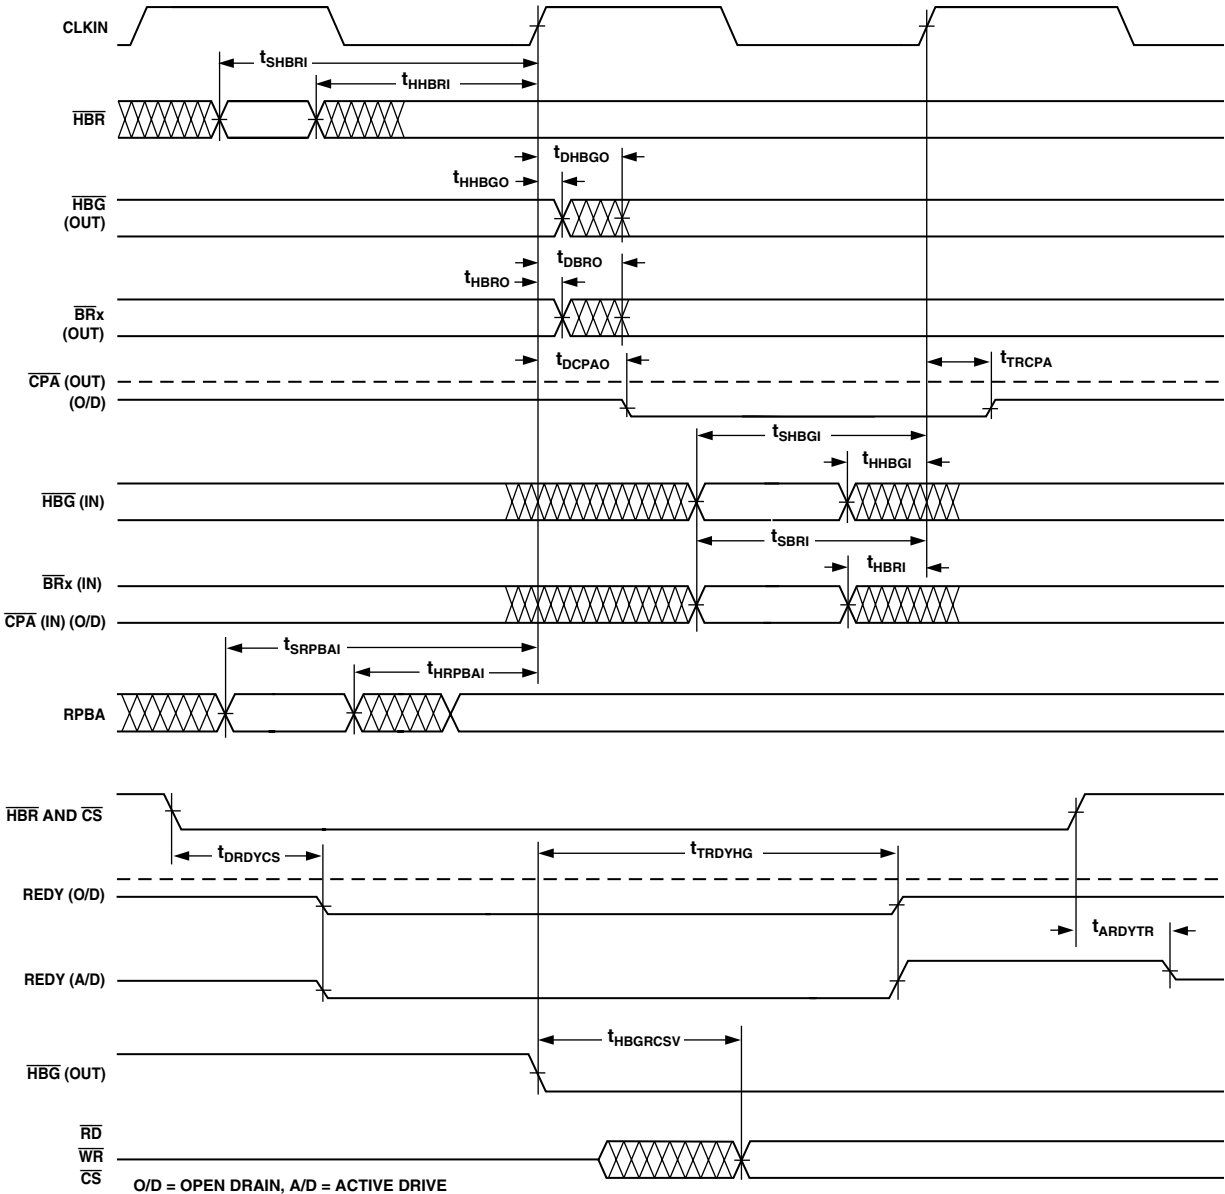 CLKIN
tSHBRI
tHHBRI
HBR
tDHBGO
tHHBGO
HBG
(OUT)
tDBRO
tHBRO
BRx
(OUT)
tDCPAO
tTRCPA
CPA (OUT)
(O/D)
tSHBGI
tHHBGI
HBG (IN)
tSBRI
tHBRI
BRx (IN)
CPA (IN) (O/D)
tSRPBAI
tHRPBAI
RPBA
HBR AND CS
tDRDYCS
tTRDYHG
REDY (O/D)
tARDYTR
REDY (A/D)
tHBGRCSV
HBG (OUT)
RD
WR
CS
O/D = OPEN DRAIN, A/D = ACTIVE DRIVE